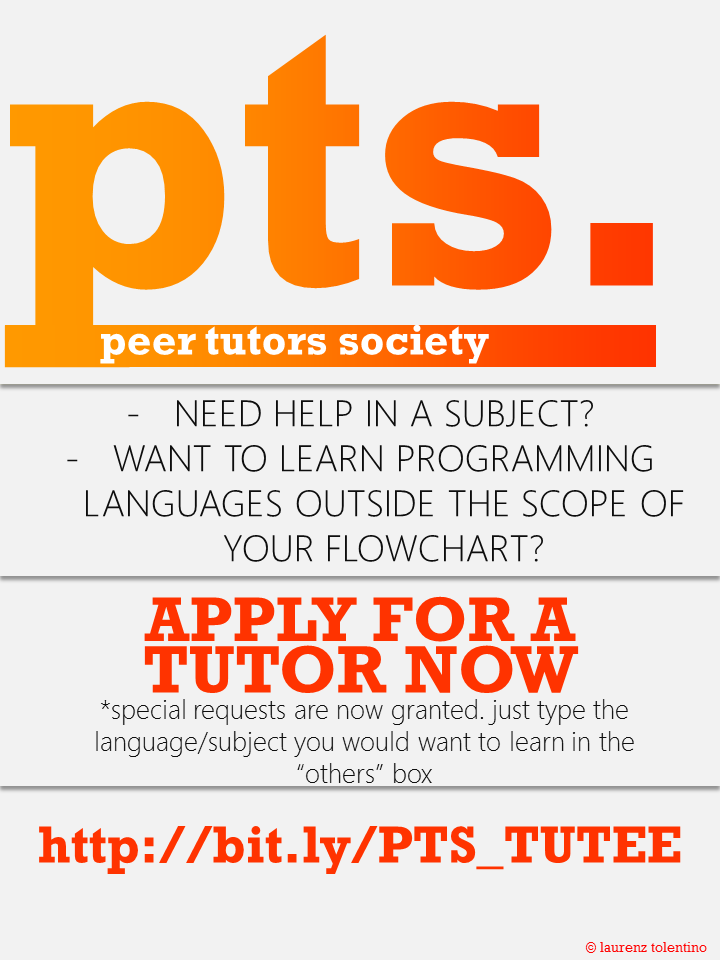 pts.
peer tutors society
- NEED HELP IN A SUBJECT?
- WANT TO LEARN PROGRAMMING
LANGUAGES OUTSIDE THE SCOPE OF
YOUR FLOWCHART?
APPLY FOR A
TUTOR NOW
*special requests are now granted. just type the
language/subject you would want to learn in the
“others” box
http://bit.ly/PTS_TUTEE
© laurenz tolentino